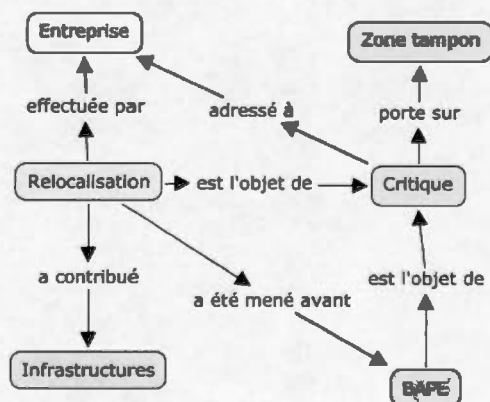 Entreprise
Zone tampon
effectuée par
adressé à
porte sur
Relocalisation
est l'objet de
Critique
a contribué
est l'objet de
a été mené avant
Infrastructures
BAPE